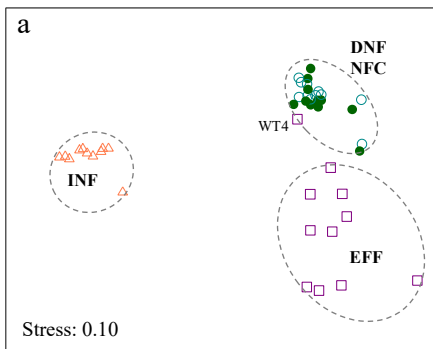 a
DNF
NFC
WT4
INF
EFF
Stress: 0.10